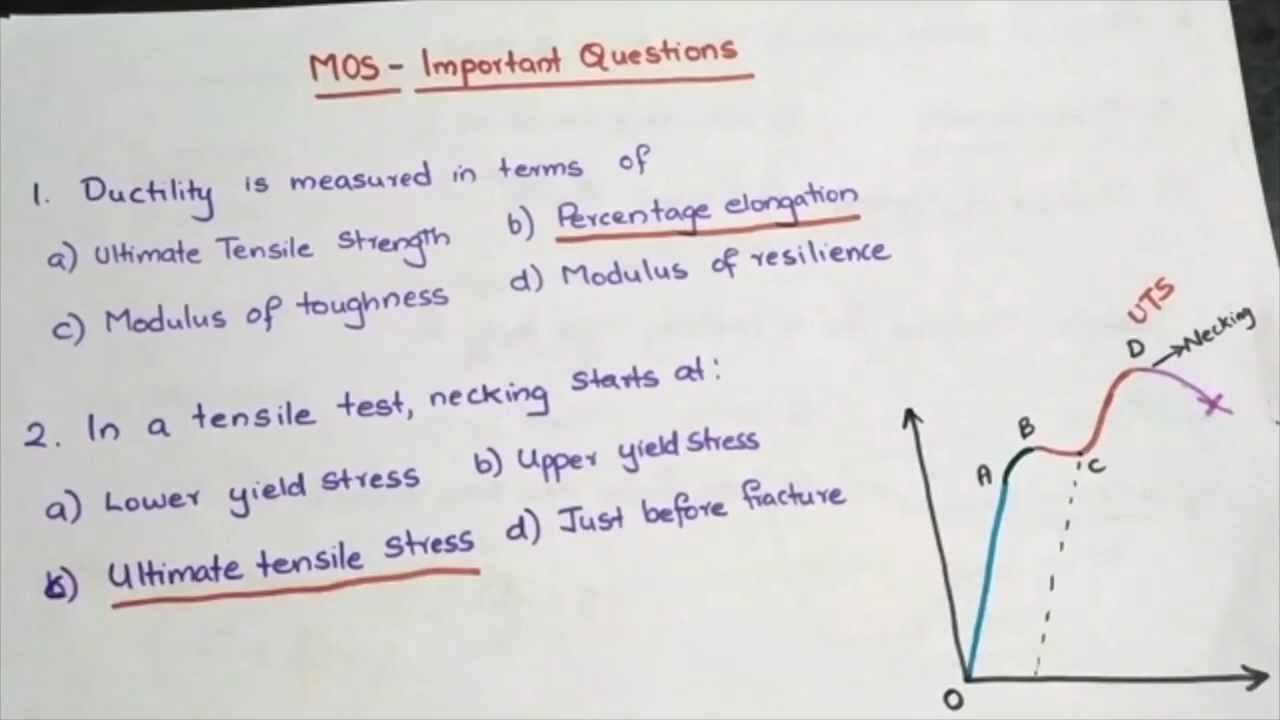 MOS - Important Questions
1. Ductility is measured in terms of
a) Ultimate Tensile Strength b) Percentage elongation
c) Modulus of toughness d) Modulus of resilience
2. In a tensile test, necking starts at:
a) Lower yield stress b) Upper yield stress
c) Ultimate tensile stress d) Just before fracture
UTS
D → Necking
B
A
C
O